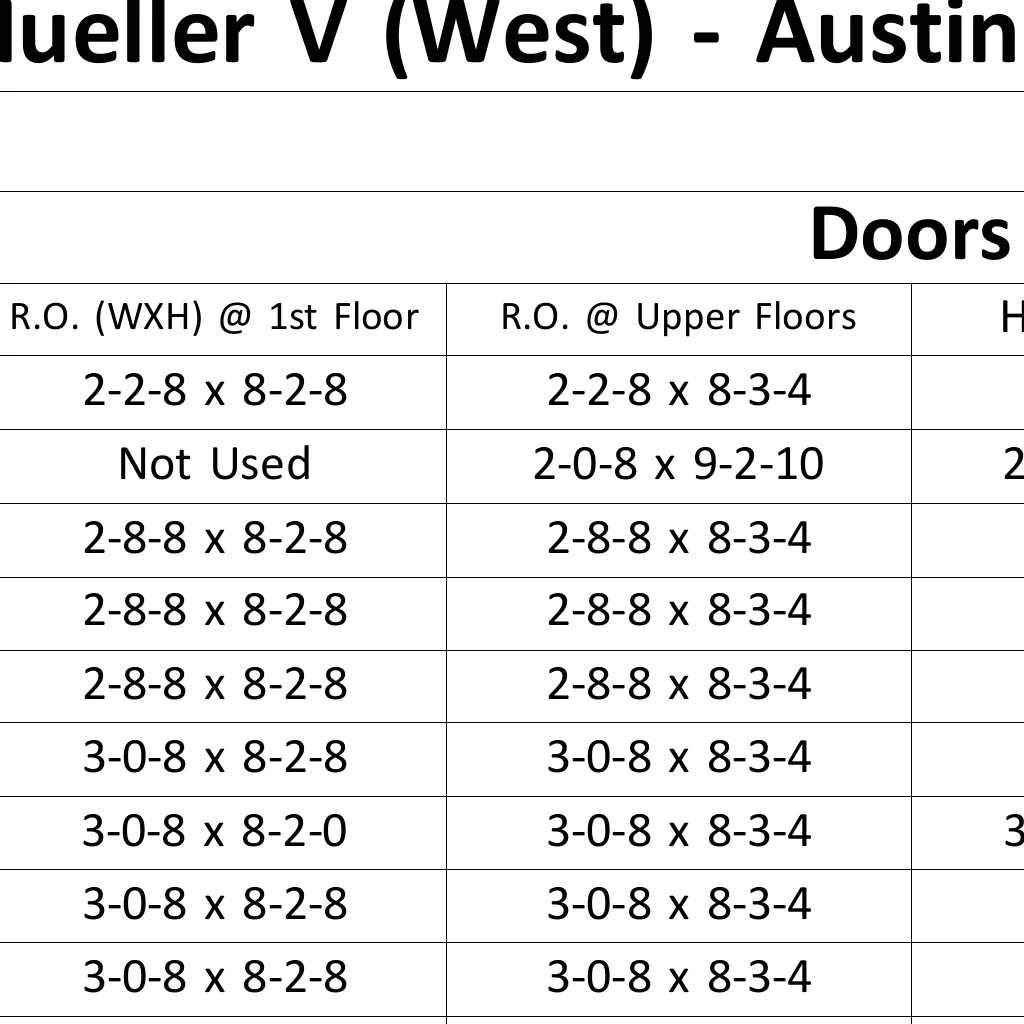 ueller V (West) - Austin
Doors
R.O. (WXH) @ 1st Floor R.O. @ Upper Floors H
2-2-8 x 8-2-8 2-2-8 x 8-3-4
Not Used 2-0-8 x 9-2-10 2
2-8-8 x 8-2-8 2-8-8 x 8-3-4
2-8-8 x 8-2-8 2-8-8 x 8-3-4
2-8-8 x 8-2-8 2-8-8 x 8-3-4
3-0-8 x 8-2-8 3-0-8 x 8-3-4
3-0-8 x 8-2-0 3-0-8 x 8-3-4 3
3-0-8 x 8-2-8 3-0-8 x 8-3-4
3-0-8 x 8-2-8 3-0-8 x 8-3-4